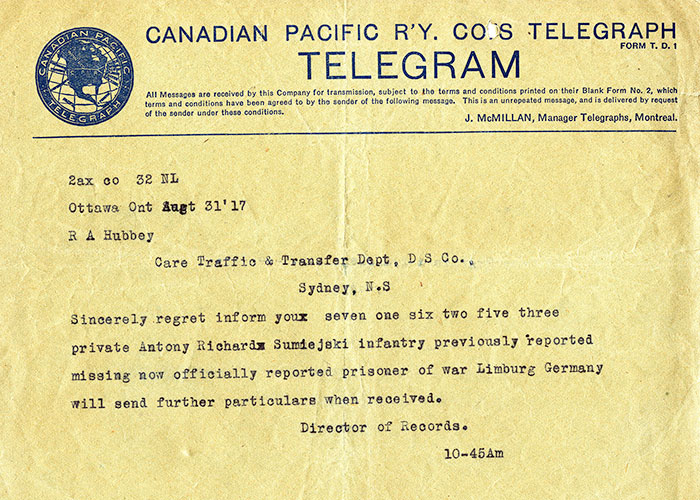 CANADIAN PACIFIC TELEGRAPH
CANADIAN PACIFIC R'Y. CO.'S TELEGRAPH
FORM T. D. 1
TELEGRAM
All Messages are received by this Company for transmission, subject to the terms and conditions printed on their Blank Form No. 2, which
terms and conditions have been agreed to by the sender of the following message. This is an unrepeated message, and is delivered by request
of the sender under these conditions.
J. McMILLAN, Manager Telegraphs, Montreal.
2ax co 32 NL
Ottawa Ont Augt 31'17
R A Hubbey
Care Traffic & Transfer Dept, D S Co.,
Sydney, N.S
Sincerely regret inform youx seven one six two five three
private Antony Richardx Sumiejski infantry previously reported
missing now officially reported prisoner of war Limburg Germany
will send further particulars when received.
Director of Records.
10-45Am